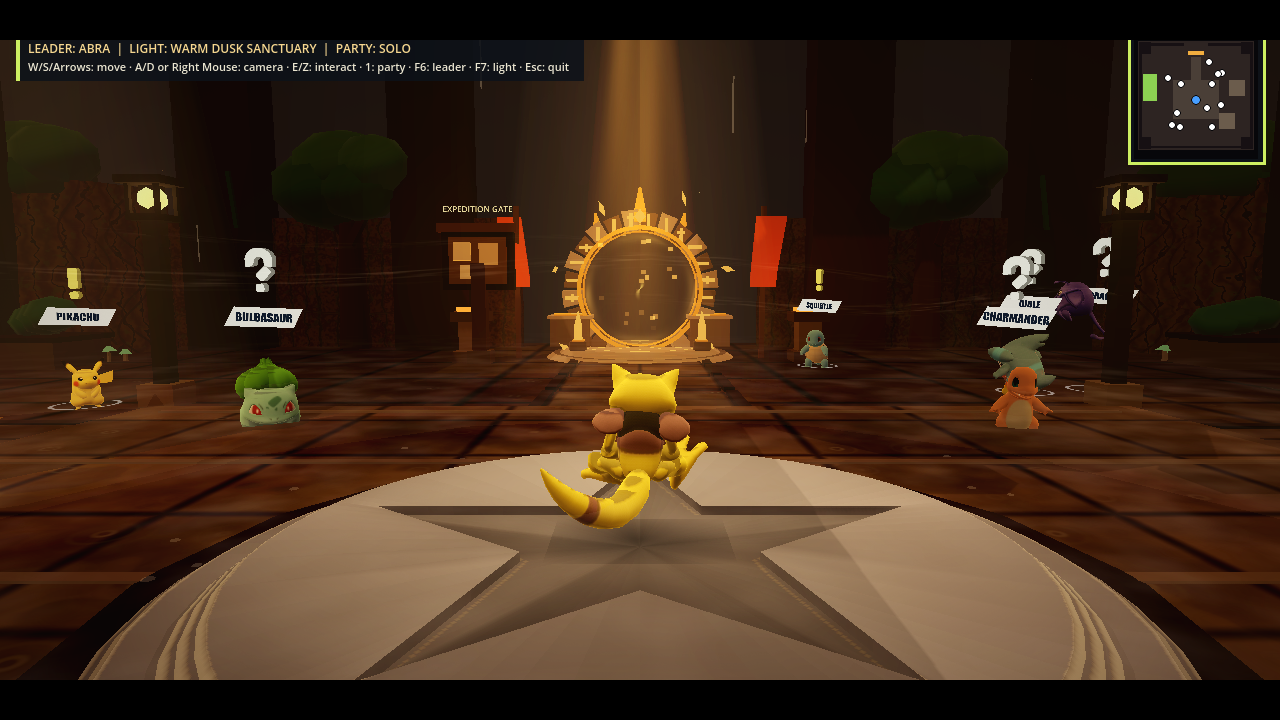 LEADER: ABRA | LIGHT: WARM DUSK SANCTUARY | PARTY: SOLO
W/S/Arrows: move · A/D or Right Mouse: camera · E/Z: interact · 1: party · F6: leader · F7: light · Esc: quit
EXPEDITION GATE
!
?
!
?
?
PIKACHU
BULBASAUR
SQUIRTLE
CHARMANDER